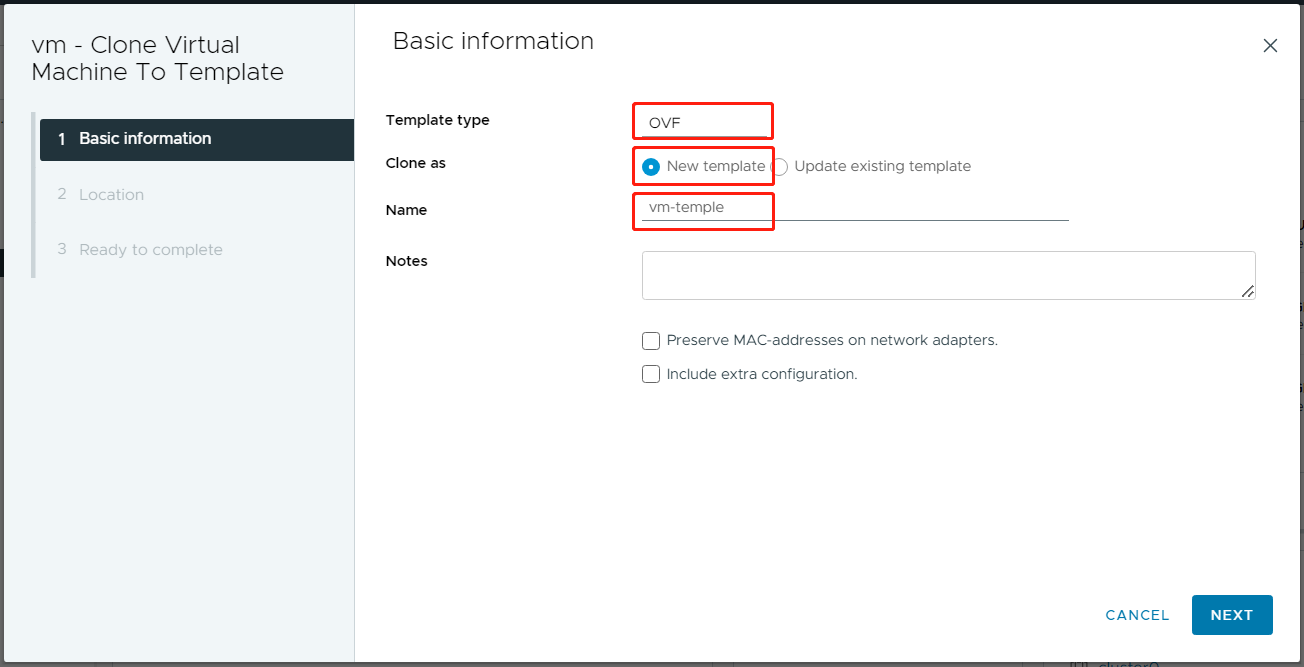 vm - Clone Virtual
Machine To Template
1 Basic information
2 Location
3 Ready to complete
Basic information
Template type
OVF
Clone as
New template
Update existing template
Name
vm-temple
Notes
Preserve MAC-addresses on network adapters.
Include extra configuration.
CANCEL
NEXT